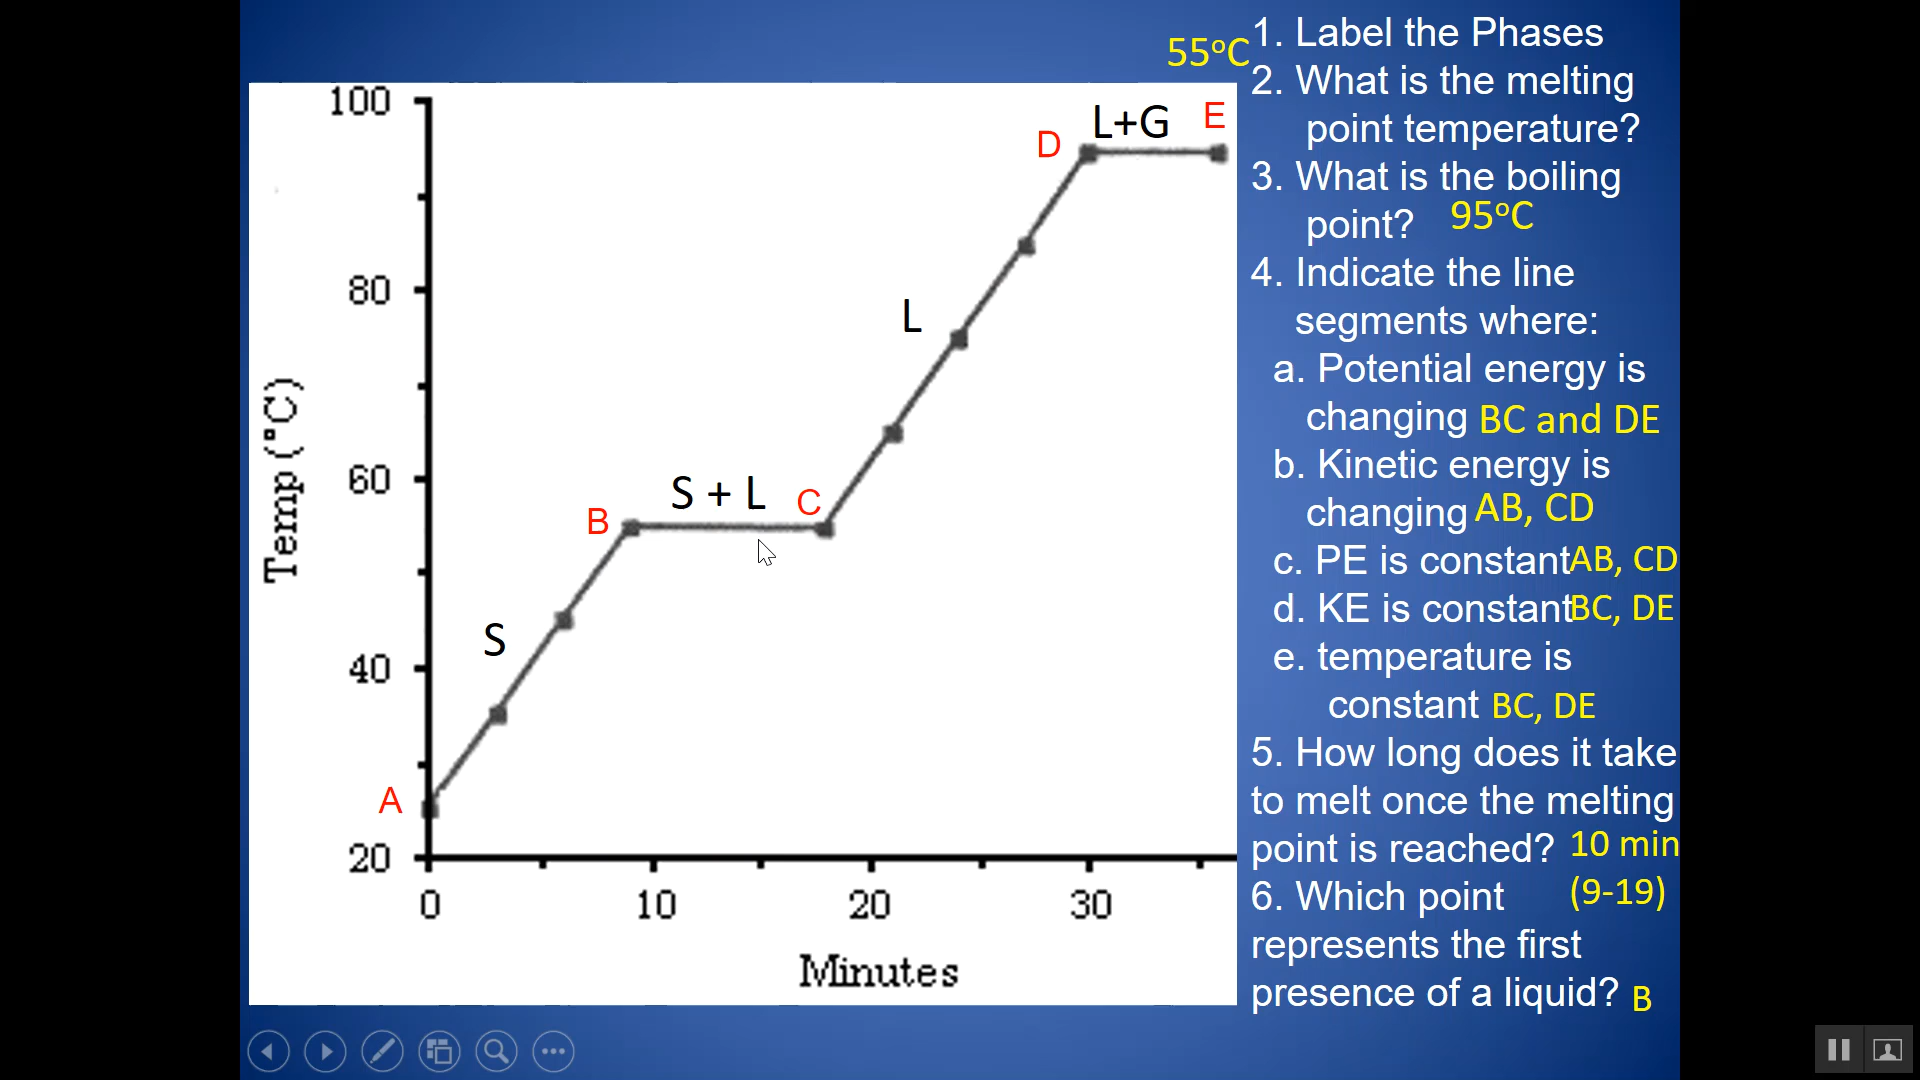 55°C
1. Label the Phases
2. What is the melting
point temperature?
3. What is the boiling
point? 95°C
4. Indicate the line
segments where:
a. Potential energy is
changing BC and DE
b. Kinetic energy is
changing AB, CD
c. PE is constant AB, CD
d. KE is constant BC, DE
e. temperature is
constant BC, DE
5. How long does it take
to melt once the melting
point is reached? 10 min
(9-19)
6. Which point
represents the first
presence of a liquid? B
100
80
60
40
20
Temp (°C)
0 10 20 30
Minutes
A
S
B
S + L
C
L
D
L+G
E